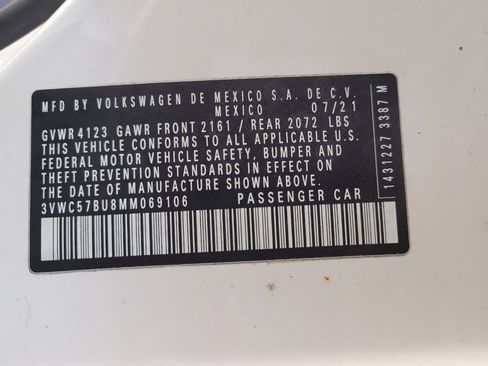 MFD BY VOLKSWAGEN DE MEXICO S.A. DE C.V.
MEXICO 07/21
GVWR 4123 GAWR FRONT 2161 / REAR 2072 LBS
THIS VEHICLE CONFORMS TO ALL APPLICABLE U.S.
FEDERAL MOTOR VEHICLE SAFETY, BUMPER AND
THEFT PREVENTION STANDARDS IN EFFECT ON
THE DATE OF MANUFACTURE SHOWN ABOVE.
3VWC57BU8MM069106 PASSENGER CAR
1431227 3387 M